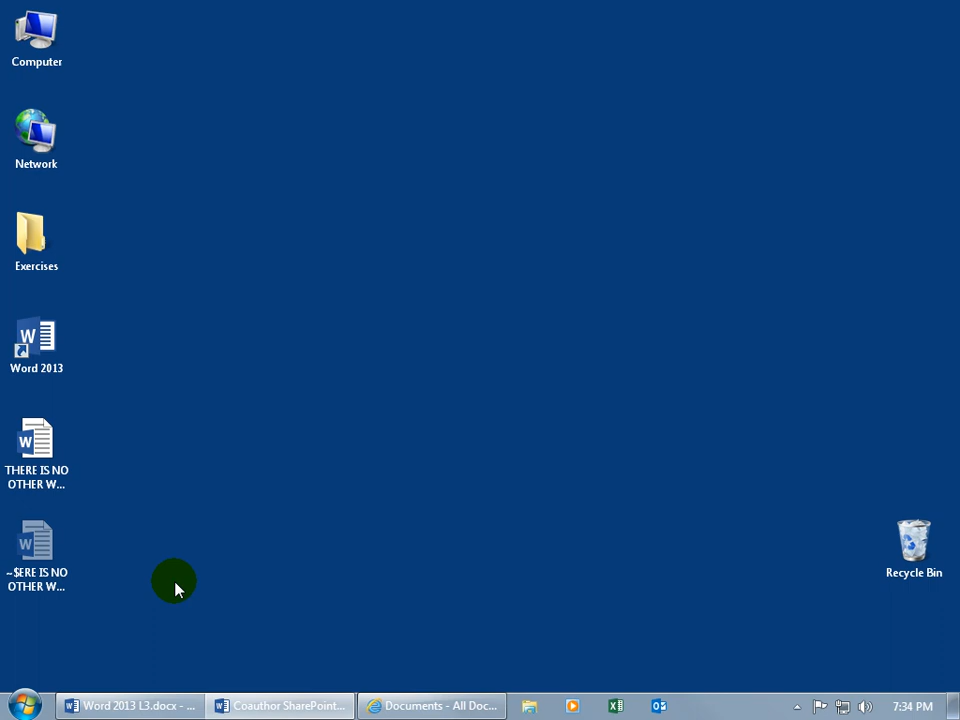 Computer
Network
Exercises
Word 2013
THERE IS NO
OTHER W...
~$ERE IS NO
OTHER W...
Recycle Bin
Word 2013 L3.docx - ...
Coauthor SharePoint...
Documents - All Doc...
7:34 PM